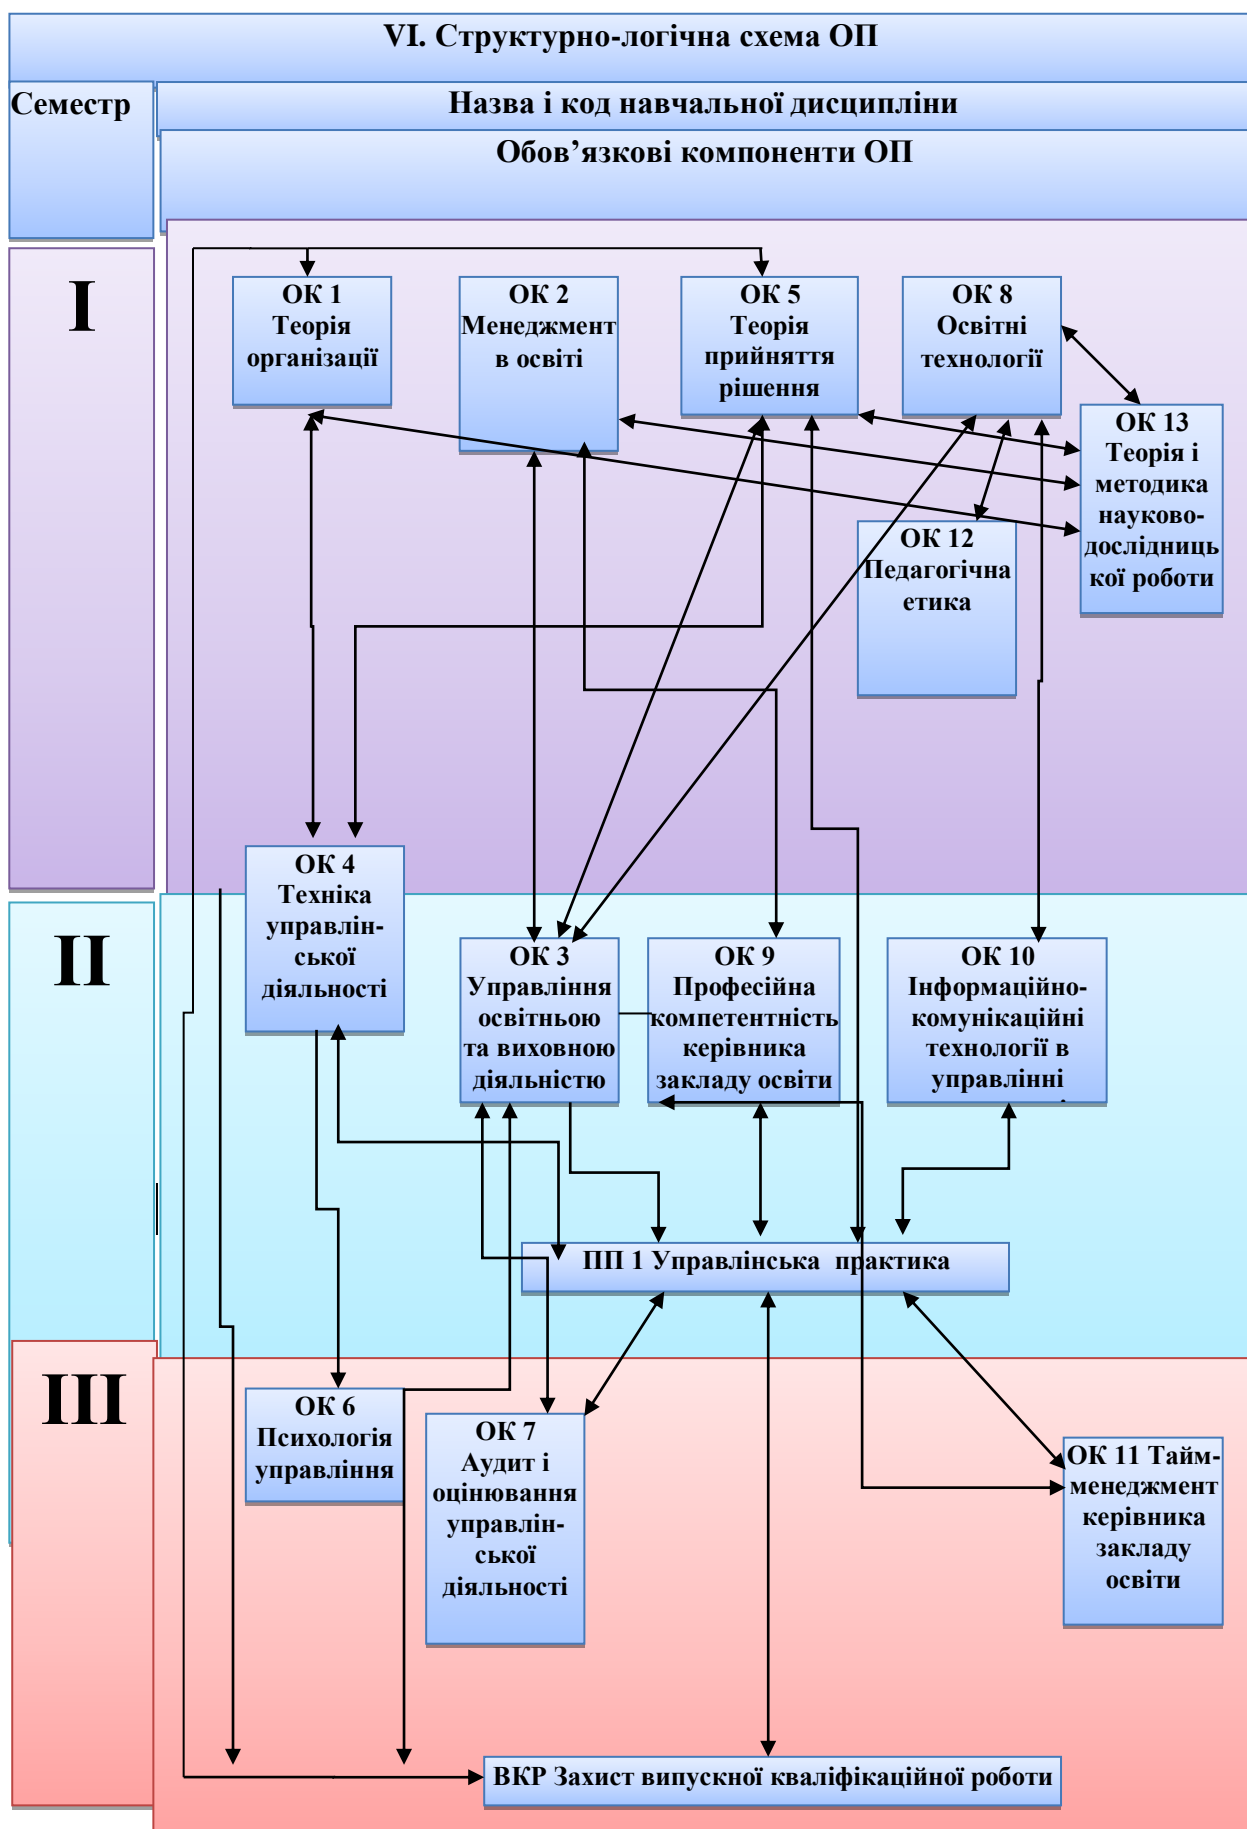 VI. Структурно-логічна схема ОП
Семестр
Назва і код навчальної дисципліни
Обов’язкові компоненти ОП
I
ОК 1
Теорія
організації
ОК 2
Менеджмент
в освіті
ОК 5
Теорія
прийняття
рішення
ОК 8
Освітні
технології
ОК 13
Теорія і
методика
науково-
дослідниць
кої роботи
ОК 12
Педагогічна
етика
II
ОК 4
Техніка
управлін-
ської
діяльності
ОК 3
Управління
освітньою
та виховною
діяльністю
ОК 9
Професійна
компетентність
керівника
закладу освіти
ОК 10
Інформаційно-
комунікаційні
технології в
управлінні
ПП 1 Управлінська практика
III
ОК 6
Психологія
управління
ОК 7
Аудит і
оцінювання
управлін-
ської
діяльності
ОК 11 Тайм-
менеджмент
керівника
закладу
освіти
ВКР Захист випускної кваліфікаційної роботи